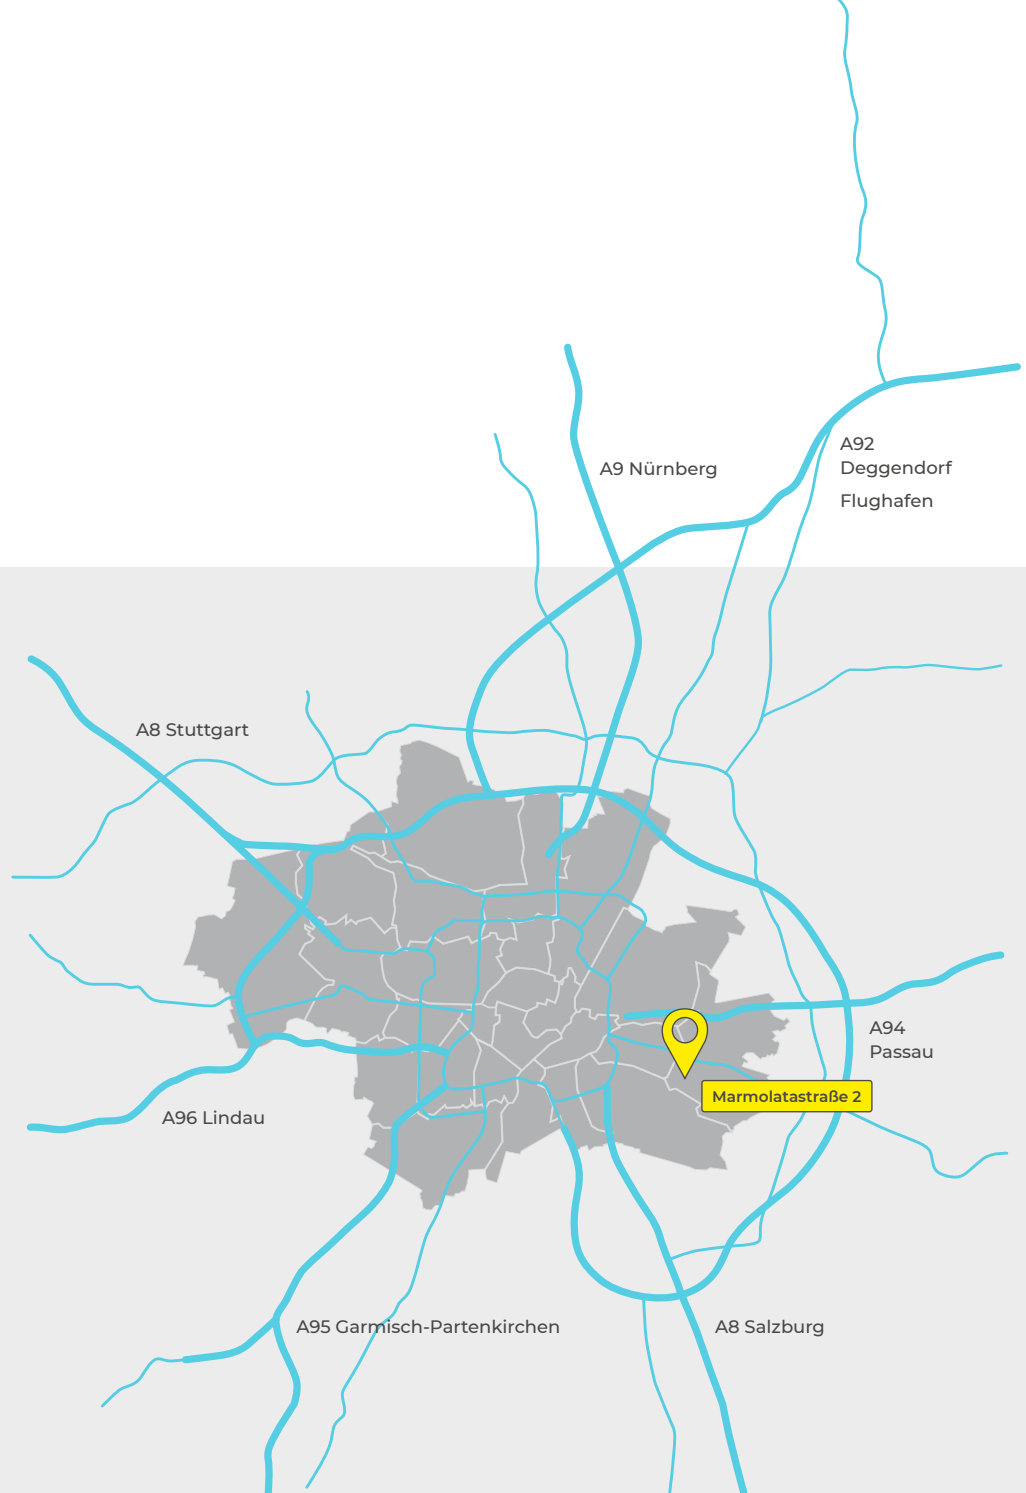 A92
Deggendorf
A9 Nürnberg
Flughafen
A8 Stuttgart
A94
Passau
Marmolatastraße 2
A96 Lindau
A95 Garmisch-Partenkirchen
A8 Salzburg